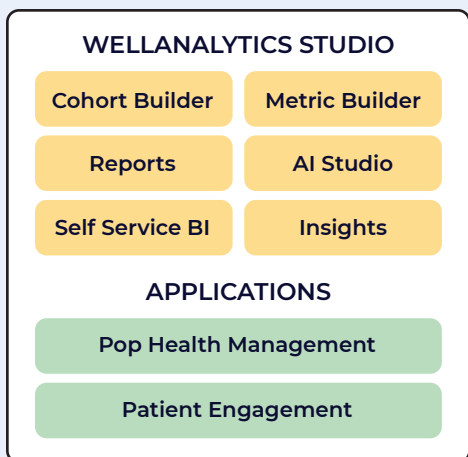 WELLANALYTICS STUDIO
Cohort Builder
Metric Builder
Reports
AI Studio
Self Service BI
Insights
APPLICATIONS
Pop Health Management
Patient Engagement